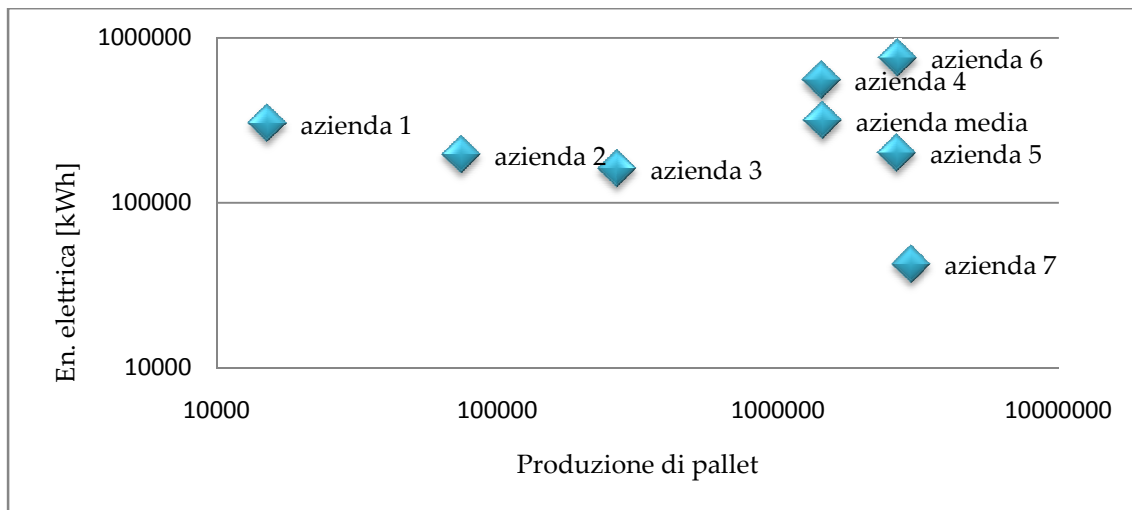 1000000
100000
10000
10000
100000
1000000
10000000
En. elettrica [kWh]
Produzione di pallet
azienda 1
azienda 2
azienda 3
azienda 4
azienda media
azienda 5
azienda 6
azienda 7